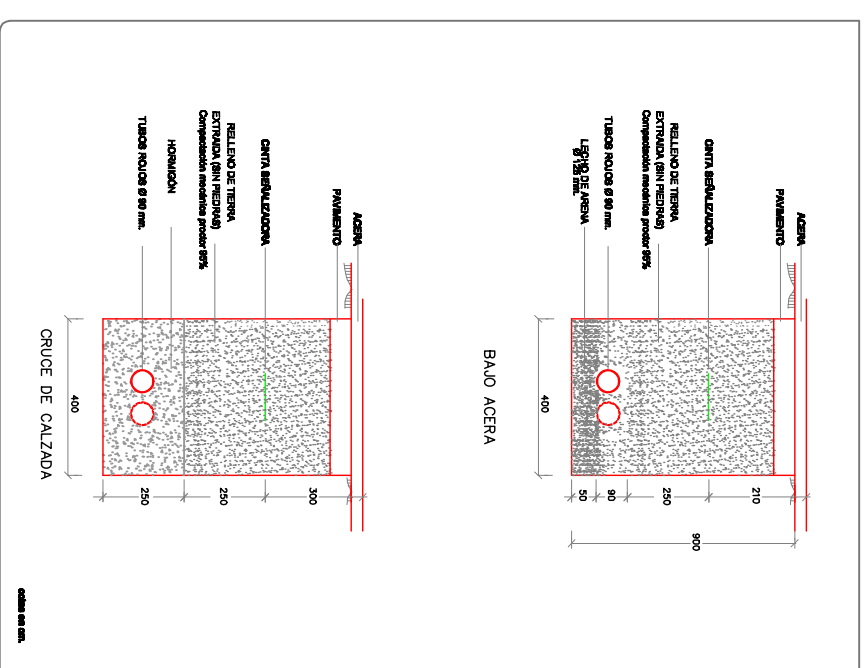 ACERA
PAVIMENTO
CINTA SEÑALIZADORA
RELLENO DE TIERRA
EXTRAIDA (SIN PIEDRAS)
Compactación mecánica proctor 95%
TUBOS ROJOS Ø 90 mm.
LECHO DE ARENA
210
250
90
50
900
400
BAJO ACERA
ACERA
PAVIMENTO
CINTA SEÑALIZADORA
RELLENO DE TIERRA
EXTRAIDA (SIN PIEDRAS)
Compactación mecánica proctor 95%
HORMIGÓN
TUBOS ROJOS Ø 90 mm.
300
250
250
400
CRUCE DE CALZADA
cotas en cm.